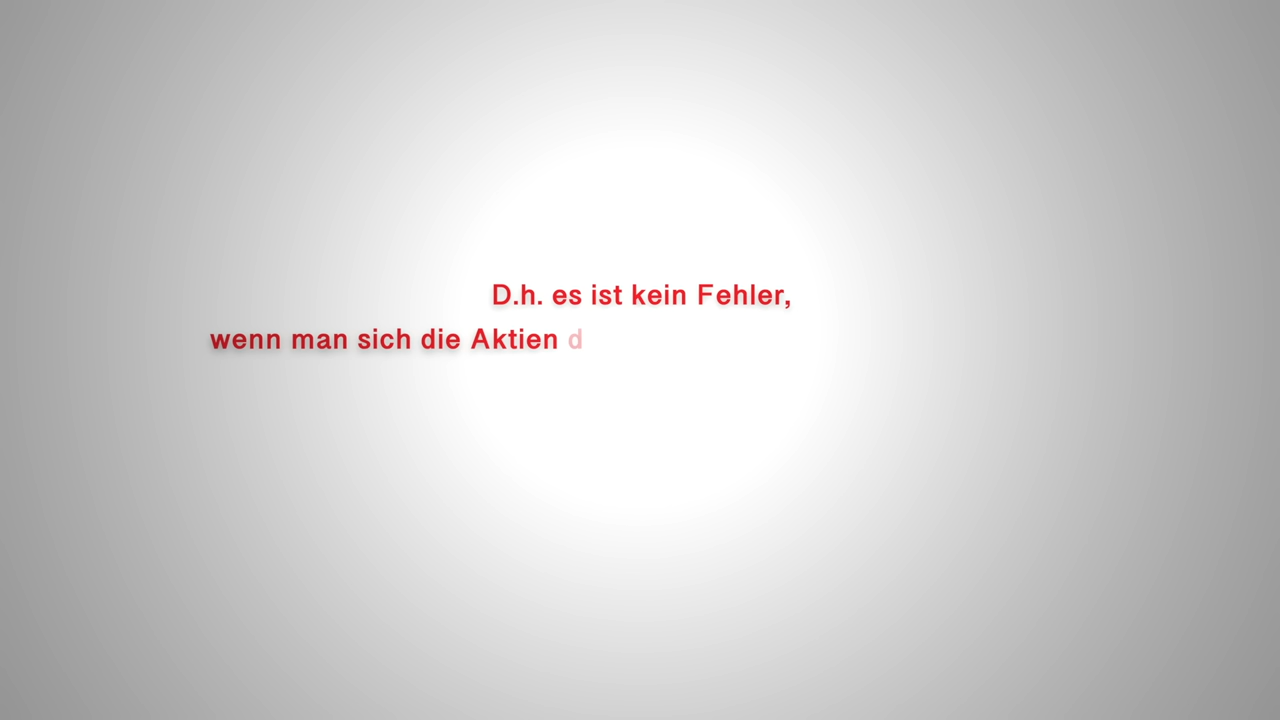 D.h. es ist kein Fehler,
wenn man sich die Aktien d